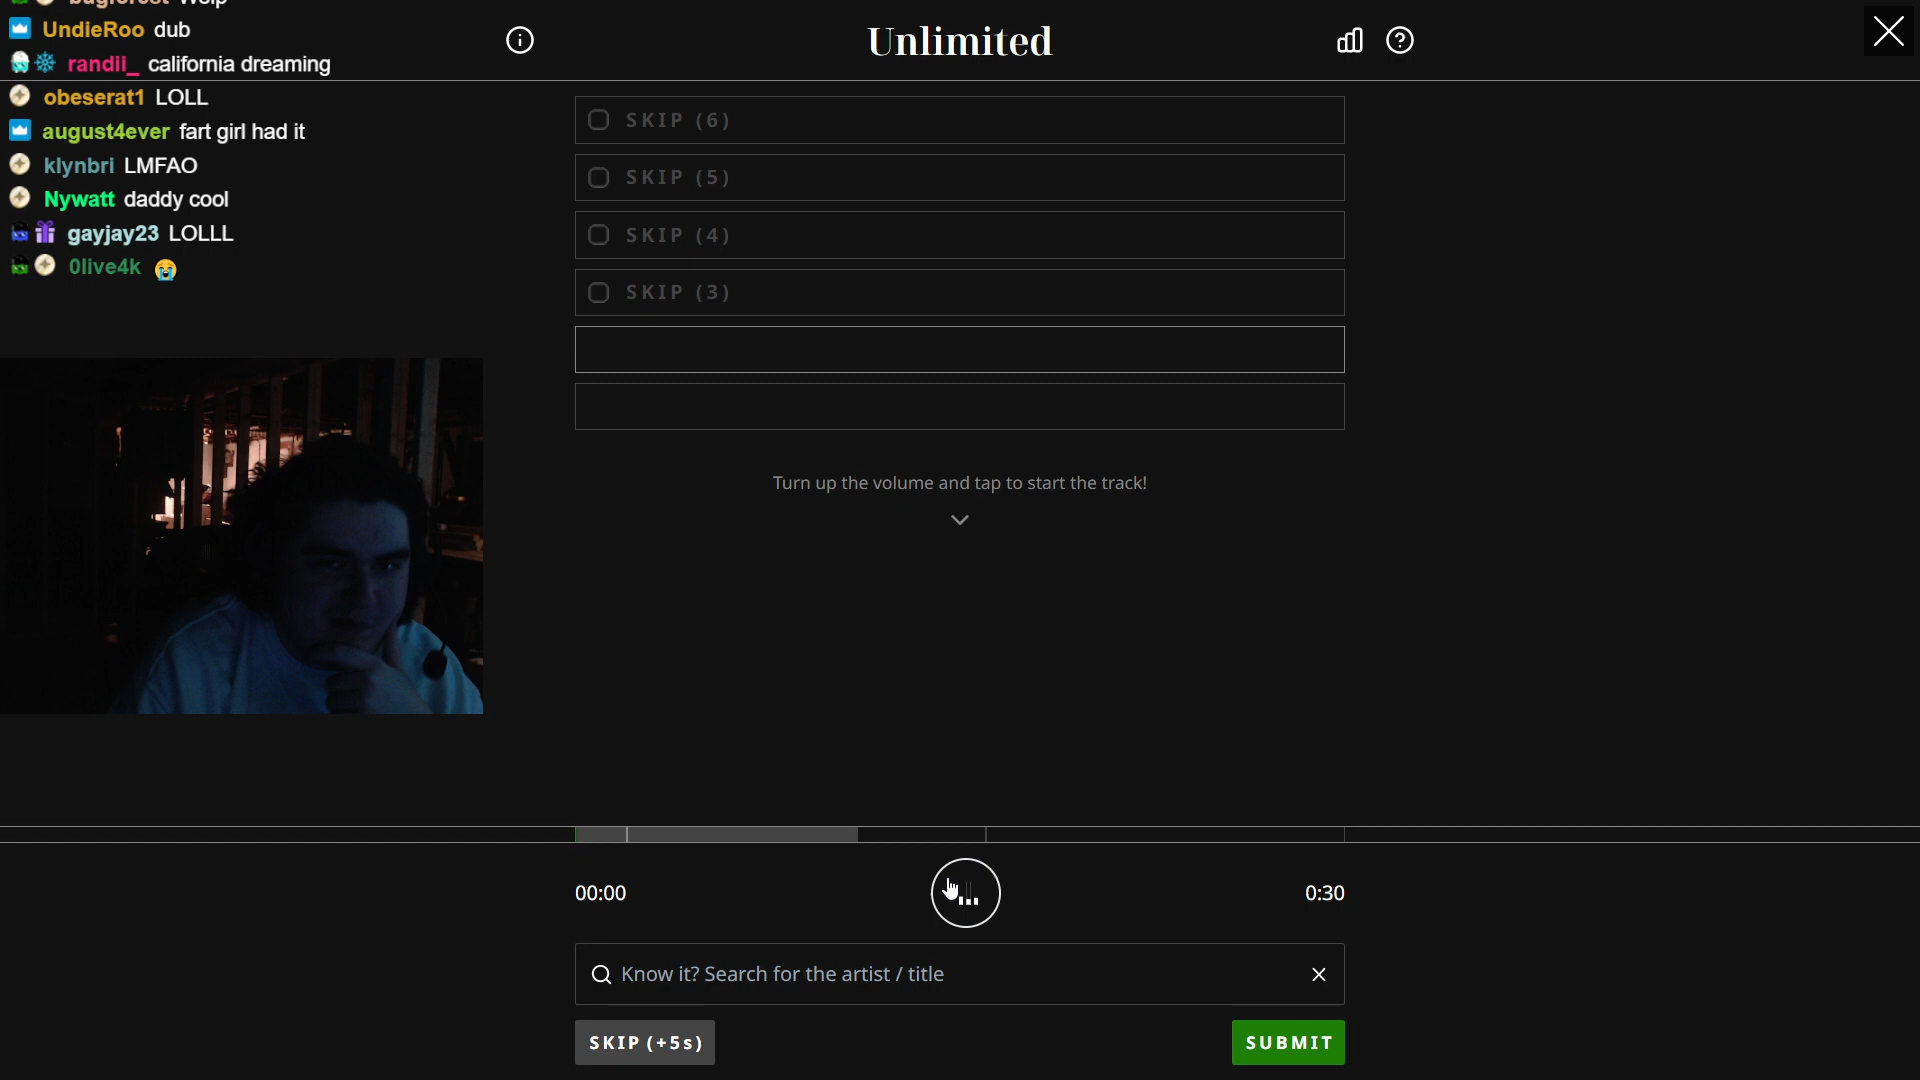 UndieRoo dub
randii_ california dreaming
obeserat1 LOLL
august4ever fart girl had it
klynbri LMFAO
Nywatt daddy cool
gayjay23 LOLLL
0live4k 😭
Unlimited
SKIP (6)
SKIP (5)
SKIP (4)
SKIP (3)
Turn up the volume and tap to start the track!
00:00
0:30
Know it? Search for the artist / title
SKIP (+5s)
SUBMIT